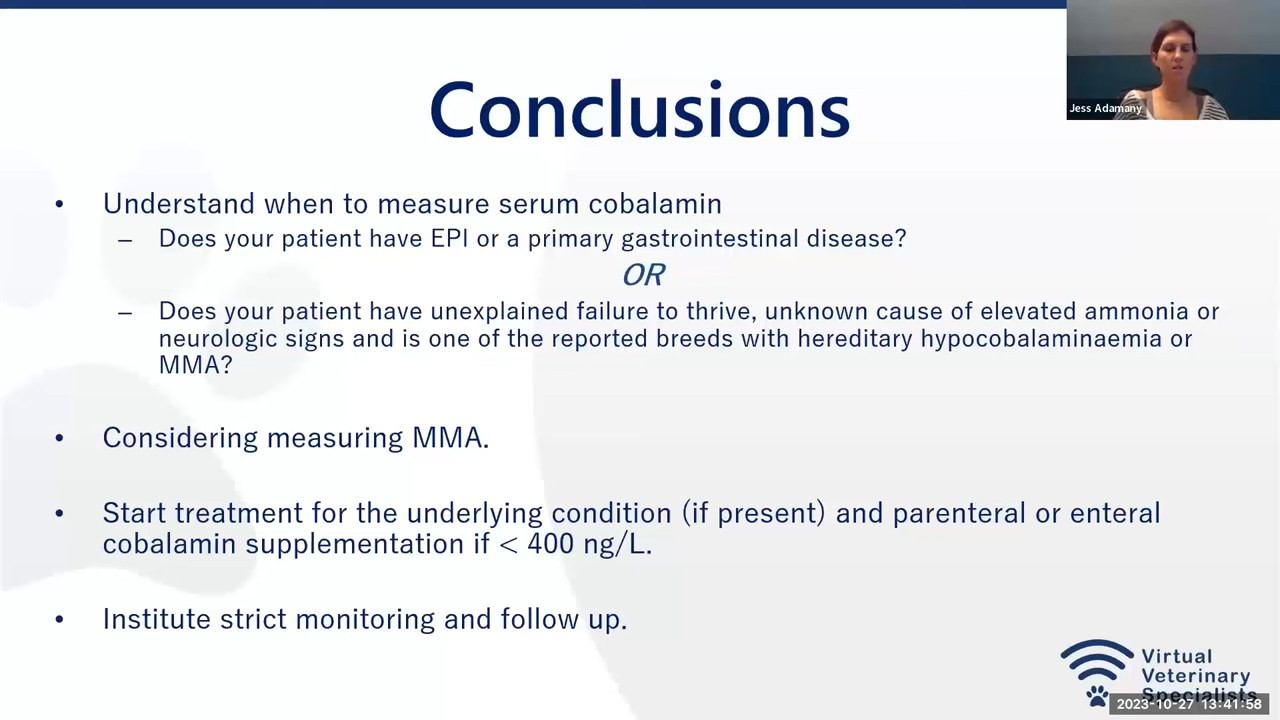 Conclusions
Jess Adamany
• Understand when to measure serum cobalamin
– Does your patient have EPI or a primary gastrointestinal disease?
OR
– Does your patient have unexplained failure to thrive, unknown cause of elevated ammonia or
neurologic signs and is one of the reported breeds with hereditary hypocobalaminaemia or
MMA?
• Considering measuring MMA.
• Start treatment for the underlying condition (if present) and parenteral or enteral
cobalamin supplementation if < 400 ng/L.
• Institute strict monitoring and follow up.
Virtual
Veterinary
Specialists
2023-10-27 13:41:58